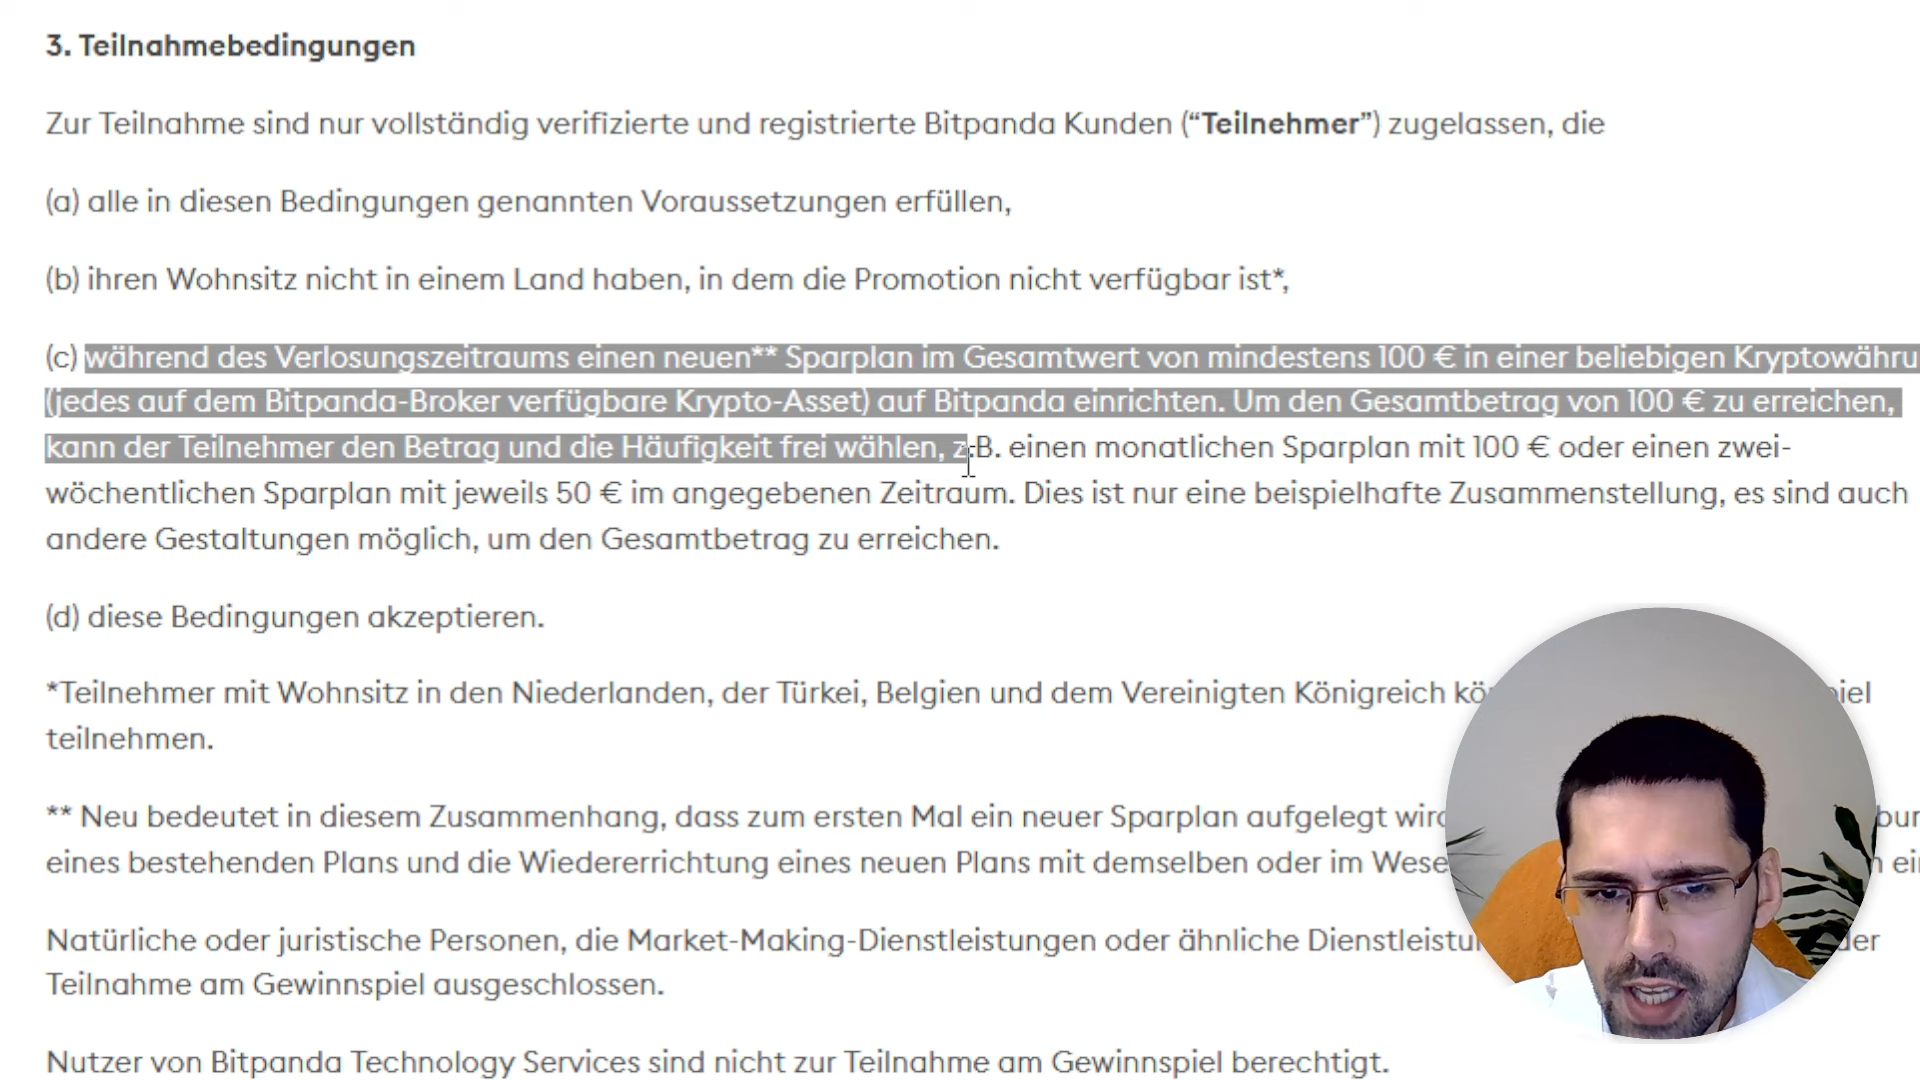 3. Teilnahmebedingungen
Zur Teilnahme sind nur vollständig verifizierte und registrierte Bitpanda Kunden (“Teilnehmer”) zugelassen, die
(a) alle in diesen Bedingungen genannten Voraussetzungen erfüllen,
(b) ihren Wohnsitz nicht in einem Land haben, in dem die Promotion nicht verfügbar ist*,
(c) während des Verlosungszeitraums einen neuen** Sparplan im Gesamtwert von mindestens 100 € in einer beliebigen Kryptowähru
(jedes auf dem Bitpanda-Broker verfügbare Krypto-Asset) auf Bitpanda einrichten. Um den Gesamtbetrag von 100 € zu erreichen,
kann der Teilnehmer den Betrag und die Häufigkeit frei wählen, z.B. einen monatlichen Sparplan mit 100 € oder einen zwei-
wöchentlichen Sparplan mit jeweils 50 € im angegebenen Zeitraum. Dies ist nur eine beispielhafte Zusammenstellung, es sind auch
andere Gestaltungen möglich, um den Gesamtbetrag zu erreichen.
(d) diese Bedingungen akzeptieren.
*Teilnehmer mit Wohnsitz in den Niederlanden, der Türkei, Belgien und dem Vereinigten Königreich kö iel
teilnehmen.
** Neu bedeutet in diesem Zusammenhang, dass zum ersten Mal ein neuer Sparplan aufgelegt wird
eines bestehenden Plans und die Wiedererrichtung eines neuen Plans mit demselben oder im Wese ei
Natürliche oder juristische Personen, die Market-Making-Dienstleistungen oder ähnliche Dienstleistu der
Teilnahme am Gewinnspiel ausgeschlossen.
Nutzer von Bitpanda Technology Services sind nicht zur Teilnahme am Gewinnspiel berechtigt.